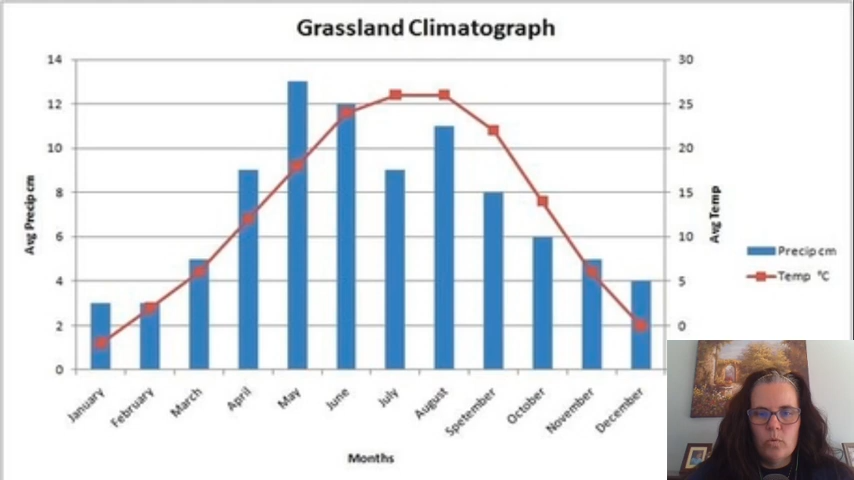 Grassland Climatograph
14
12
10
8
6
4
2
0
Avg Precip cm
30
25
20
15
10
5
0
Avg Temp
Precip cm
Temp °C
January
February
March
April
May
June
July
August
Spetember
October
November
December
Months